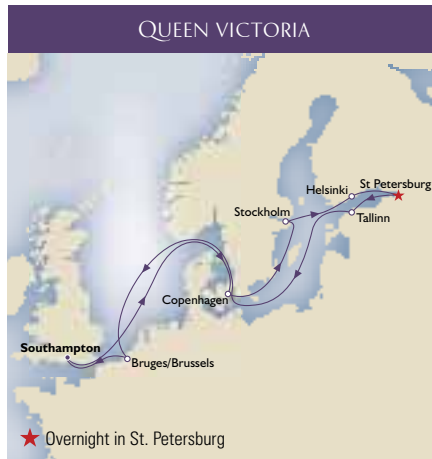 QUEEN VICTORIA
Helsinki
St Petersburg
Stockholm
Tallinn
Copenhagen
Southampton
Bruges/Brussels
Overnight in St. Petersburg